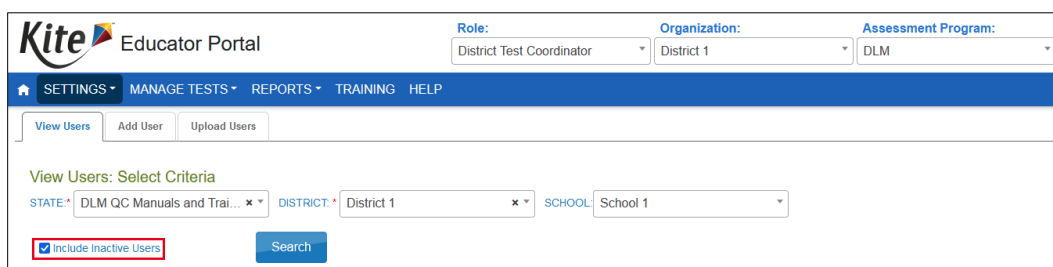 Role: Organization: Assessment Program:
Kite Educator Portal
District Test Coordinator District 1 DLM
SETTINGS MANAGE TESTS REPORTS TRAINING HELP
View Users Add User Upload Users
View Users: Select Criteria
STATE:* DLM QC Manuals and Trai... × DISTRICT: * District 1 × SCHOOL: School 1
Include Inactive Users Search